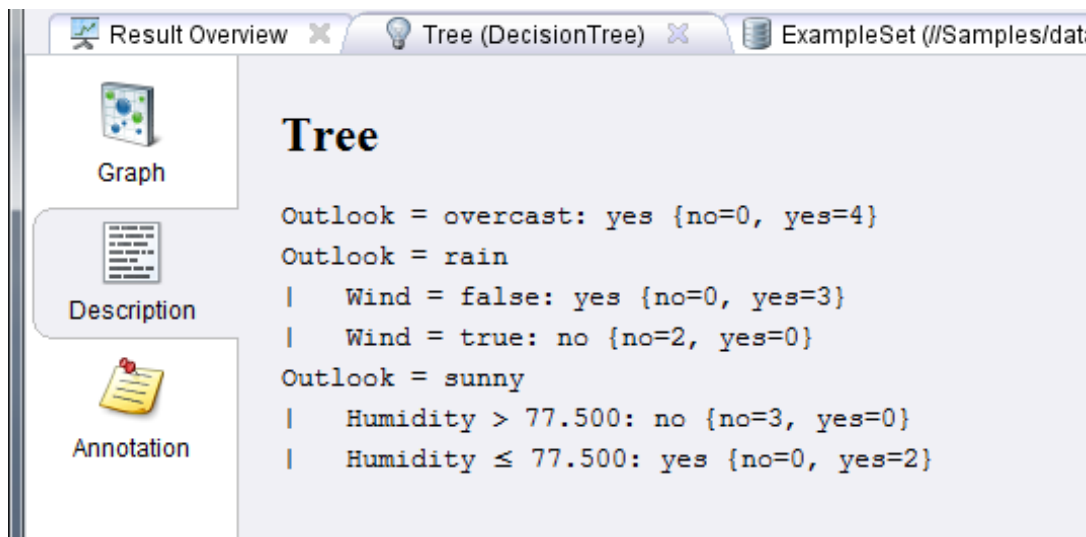 Result Overview
Tree (DecisionTree)
ExampleSet (//Samples/data
Graph
Description
Annotation
Tree
Outlook = overcast: yes {no=0, yes=4}
Outlook = rain
|   Wind = false: yes {no=0, yes=3}
|   Wind = true: no {no=2, yes=0}
Outlook = sunny
|   Humidity > 77.500: no {no=3, yes=0}
|   Humidity ≤ 77.500: yes {no=0, yes=2}